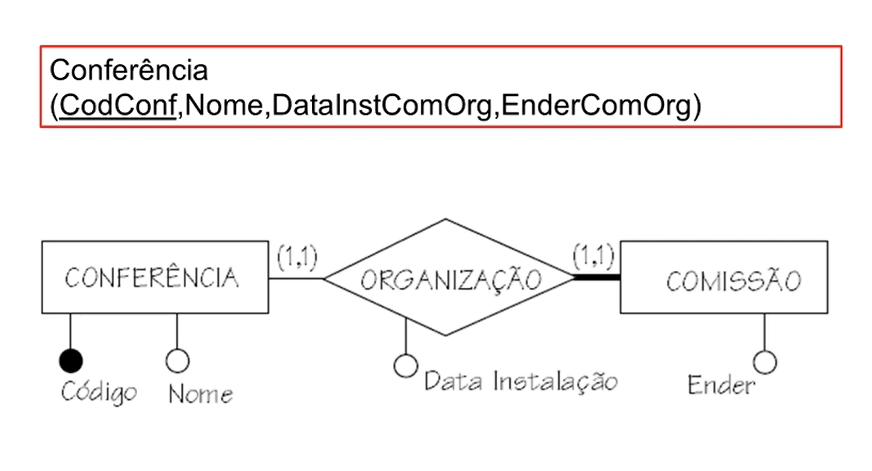 Conferência
(CodConf,Nome,DataInstComOrg,EnderComOrg)
(1,1)
(1,1)
CONFERÊNCIA
ORGANIZAÇÃO
COMISSÃO
Código
Nome
Data Instalação
Ender